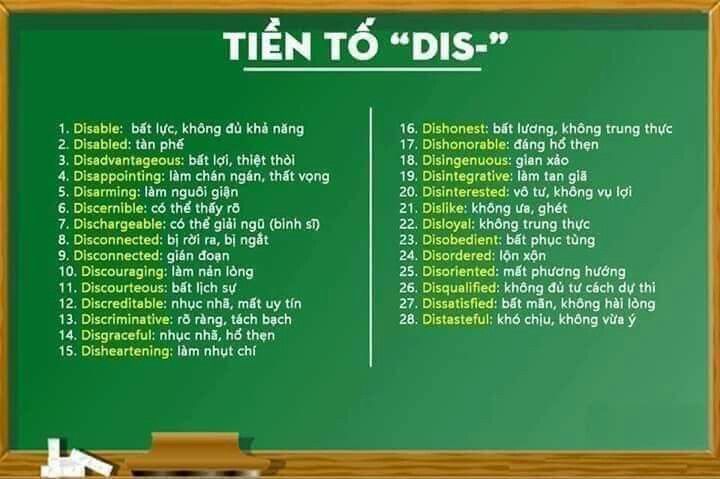 TIỀN TỐ “DIS-”
1. Disable: bất lực, không đủ khả năng
2. Disabled: tàn phế
3. Disadvantageous: bất lợi, thiệt thòi
4. Disappointing: làm chán ngán, thất vọng
5. Disarming: làm nguôi giận
6. Discernible: có thể thấy rõ
7. Dischargeable: có thể giải ngũ (binh sĩ)
8. Disconnected: bị rời ra, bị ngắt
9. Disconnected: gián đoạn
10. Discouraging: làm nản lòng
11. Discourteous: bất lịch sự
12. Discreditable: nhục nhã, mất uy tín
13. Discriminative: rõ ràng, tách bạch
14. Disgraceful: nhục nhã, hổ thẹn
15. Disheartening: làm nhụt chí
16. Dishonest: bất lương, không trung thực
17. Dishonorable: đáng hổ thẹn
18. Disingenuous: gian xảo
19. Disintegrative: làm tan giã
20. Disinterested: vô tư, không vụ lợi
21. Dislike: không ưa, ghét
22. Disloyal: không trung thực
23. Disobedient: bất phục tùng
24. Disordered: lộn xộn
25. Disoriented: mất phương hướng
26. Disqualified: không đủ tư cách dự thi
27. Dissatisfied: bất mãn, không hài lòng
28. Distasteful: khó chịu, không vừa ý